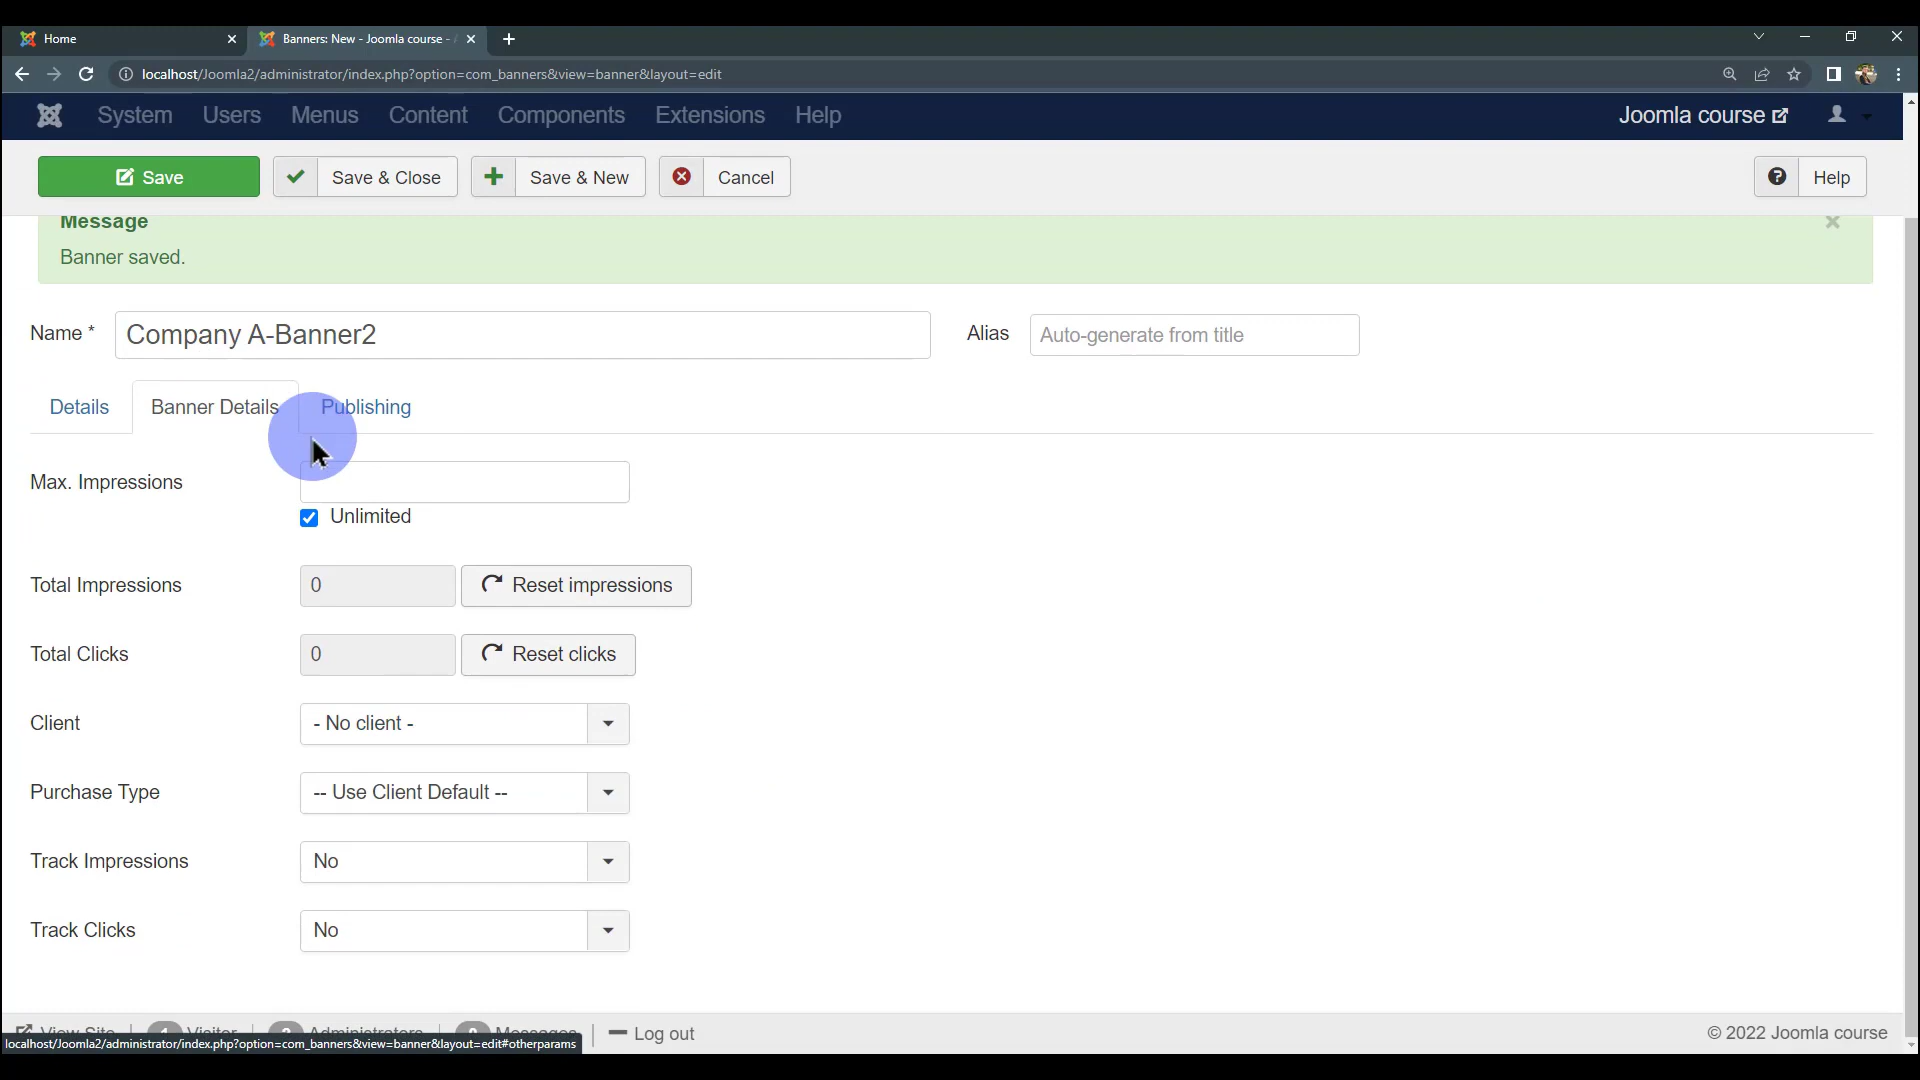 Home
Banners: New - Joomla course -
localhost/Joomla2/administrator/index.php?option=com_banners&view=banner&layout=edit
System Users Menus Content Components Extensions Help
Joomla course
Save
Save & Close
Save & New
Cancel
Help
Message
Banner saved.
Name * Company A-Banner2
Alias Auto-generate from title
Details Banner Details Publishing
Max. Impressions
Unlimited
Total Impressions 0 Reset impressions
Total Clicks 0 Reset clicks
Client - No client -
Purchase Type -- Use Client Default --
Track Impressions No
Track Clicks No
View Site Visitor Administrators Messages Log out
© 2022 Joomla course
localhost/Joomla2/administrator/index.php?option=com_banners&view=banner&layout=edit#otherparams